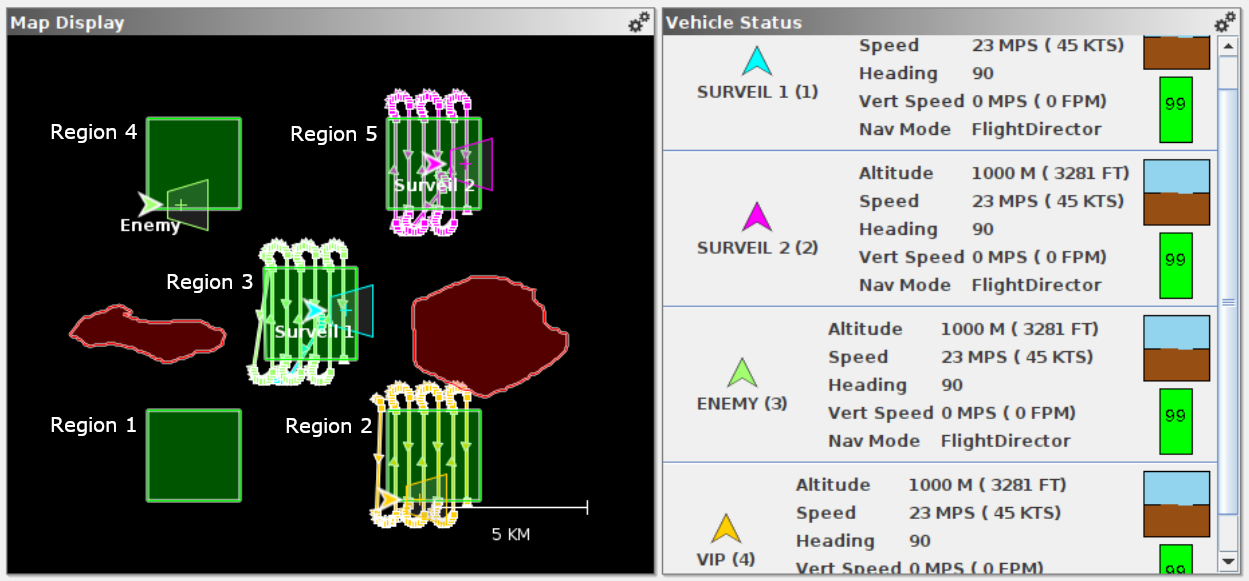 Map Display
Region 4
Region 5
Surveil 2
Enemy
Region 3
Surveil 1
Region 1
Region 2
5 KM
Vehicle Status
SURVEIL 1 (1)
Speed 23 MPS ( 45 KTS)
Heading 90
Vert Speed 0 MPS ( 0 FPM)
Nav Mode FlightDirector
99
SURVEIL 2 (2)
Altitude 1000 M ( 3281 FT)
Speed 23 MPS ( 45 KTS)
Heading 90
Vert Speed 0 MPS ( 0 FPM)
Nav Mode FlightDirector
99
ENEMY (3)
Altitude 1000 M ( 3281 FT)
Speed 23 MPS ( 45 KTS)
Heading 90
Vert Speed 0 MPS ( 0 FPM)
Nav Mode FlightDirector
99
VIP (4)
Altitude 1000 M ( 3281 FT)
Speed 23 MPS ( 45 KTS)
Heading 90
Vert Speed 0 MPS ( 0 FPM)
99